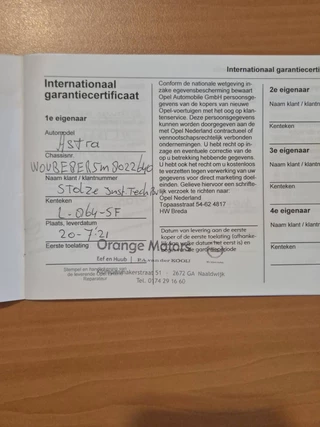 Internationaal garantiecerti
Internationaal
garantiecertificaat
1e eigenaar
Automodel
Astra
Chassisnr.
Naam klant / klantnummer
Stolze
Kenteken
L-064-SF
Plaats, leverdatum
20-7-'21
Eerste toelating
Orange Motors
2672 GA Naaldwijk
Tel. 0174 29 16 60
Conform de nationale wetgeving in-
zake egevensbescherming bewaart
Opel Automobile GmbH persoonsge-
gevens van de kopers van nieuwe
Opel-voertuigen met het oog op klan-
tenservice. Deze persoonsgegevens
kunnen worden doorgegeven aan de
met Opel Nederland contractueel of
vennootschapsrechtelijk verbonden
ondernemingen. U hebt recht op in-
zage en eventuele correctie van de
op u betrekking hebbende gegevens.
U hebt ook het recht om u kosteloos
te verzetten tegen verwerking van uw
gegevens voor direct marketing doel-
einden. Gelieve hiervoor een schrifte-
lijk verzoek te richten naar:
Opel Nederland
Topaasstraat 54-62 4817
HW Breda
Datum van levering aan de eerste
koper of de eerste toelating (afhanke-
2e eigenaar
Naam klant / klantn
Kenteken
3e eigenaar
Naam klant / klantn
Kenteken
4e eigenaar
Naam klant / klant
Kenteken